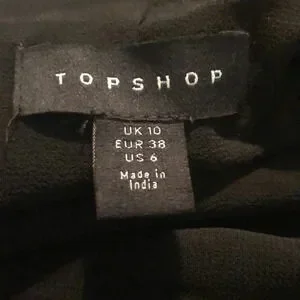 TOPSHOP
UK 10
EUR 38
US 6
Made in
India